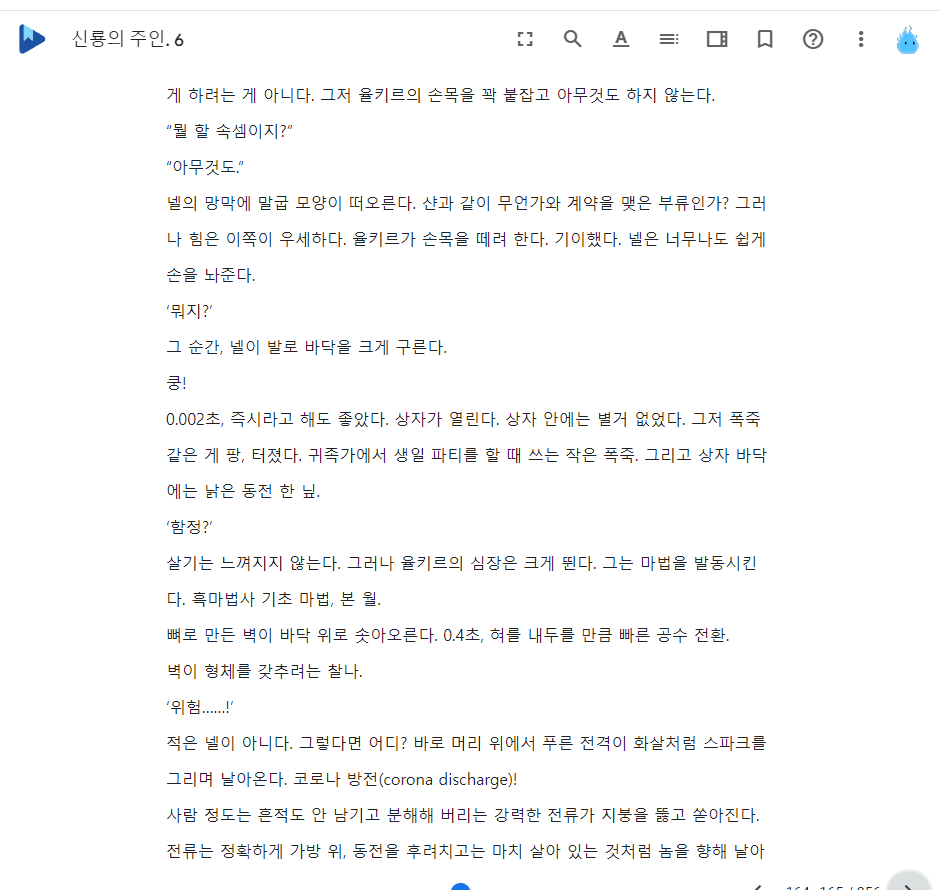 신룡의 주인. 6
게 하려는 게 아니다. 그저 율키르의 손목을 꽉 붙잡고 아무것도 하지 않는다.
“뭘 할 속셈이지?”
“아무것도.”
넬의 망막에 말굽 모양이 떠오른다. 샨과 같이 무언가와 계약을 맺은 부류인가? 그러
나 힘은 이쪽이 우세하다. 율키르가 손목을 떼려 한다. 기이했다. 넬은 너무나도 쉽게
손을 놔준다.
‘뭐지?’
그 순간, 넬이 발로 바닥을 크게 구른다.
쿵!
0.002초, 즉시라고 해도 좋았다. 상자가 열린다. 상자 안에는 별거 없었다. 그저 폭죽
같은 게 팡, 터졌다. 귀족가에서 생일 파티를 할 때 쓰는 작은 폭죽. 그리고 상자 바닥
에는 낡은 동전 한 닢.
‘함정?’
살기는 느껴지지 않는다. 그러나 율키르의 심장은 크게 뛴다. 그는 마법을 발동시킨
다. 흑마법사 기초 마법, 본 월.
뼈로 만든 벽이 바닥 위로 솟아오른다. 0.4초, 혀를 내두를 만큼 빠른 공수 전환.
벽이 형체를 갖추려는 찰나.
‘위험……!’
적은 넬이 아니다. 그렇다면 어디? 바로 머리 위에서 푸른 전격이 화살처럼 스파크를
그리며 날아온다. 코로나 방전(corona discharge)!
사람 정도는 흔적도 안 남기고 분해해 버리는 강력한 전류가 지붕을 뚫고 쏟아진다.
전류는 정확하게 가방 위, 동전을 후려치고는 마치 살아 있는 것처럼 놈을 향해 날아